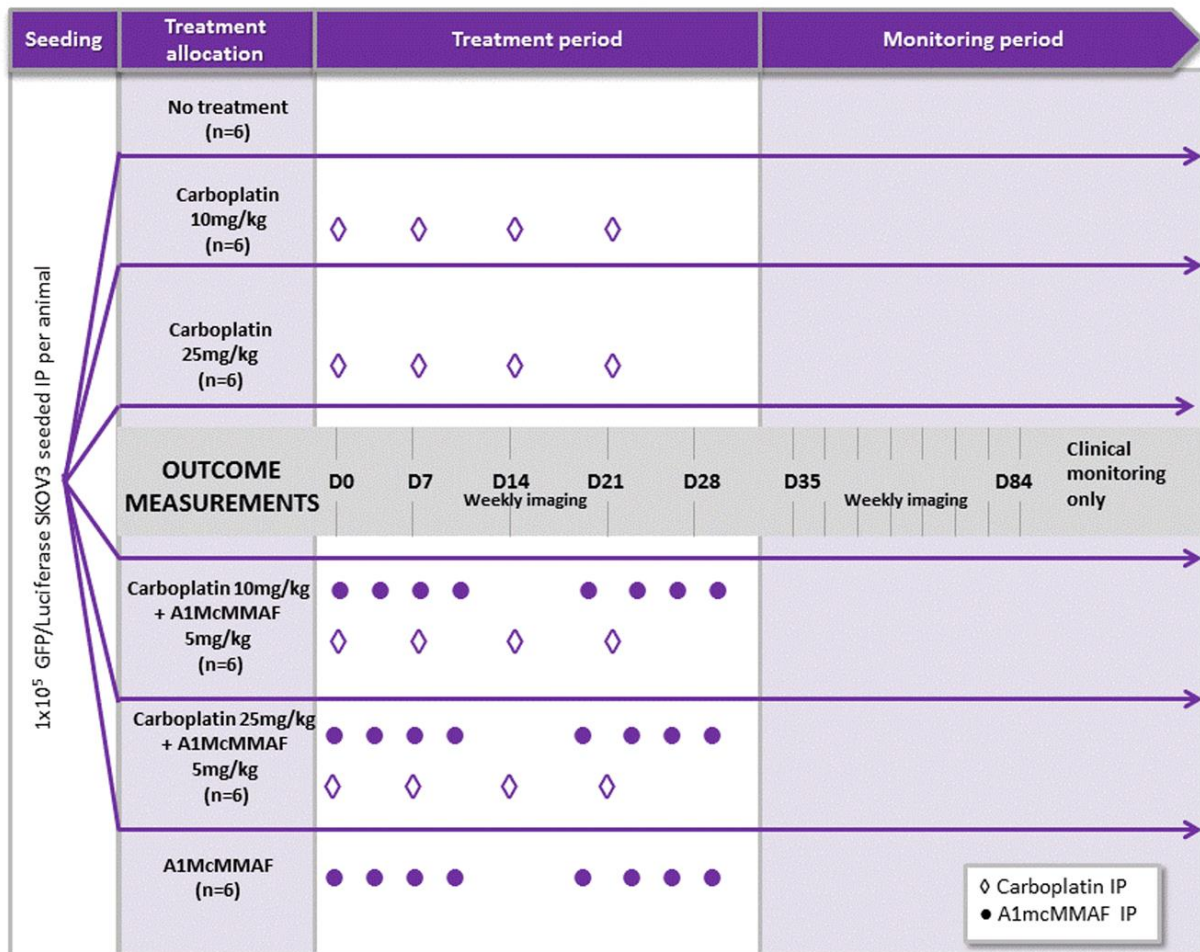 Seeding
Treatment
allocation
Treatment period
Monitoring period
1x10⁵ GFP/Luciferase SKOV3 seeded IP per animal
No treatment
(n=6)
Carboplatin
10mg/kg
(n=6)
Carboplatin
25mg/kg
(n=6)
OUTCOME
MEASUREMENTS
D0 D7 D14 D21 D28 D35 D84
Weekly imaging Weekly imaging
Clinical
monitoring
only
Carboplatin 10mg/kg
+ A1McMMAF
5mg/kg
(n=6)
Carboplatin 25mg/kg
+ A1McMMAF
5mg/kg
(n=6)
A1McMMAF
(n=6)
Carboplatin IP
A1mcMMAF IP